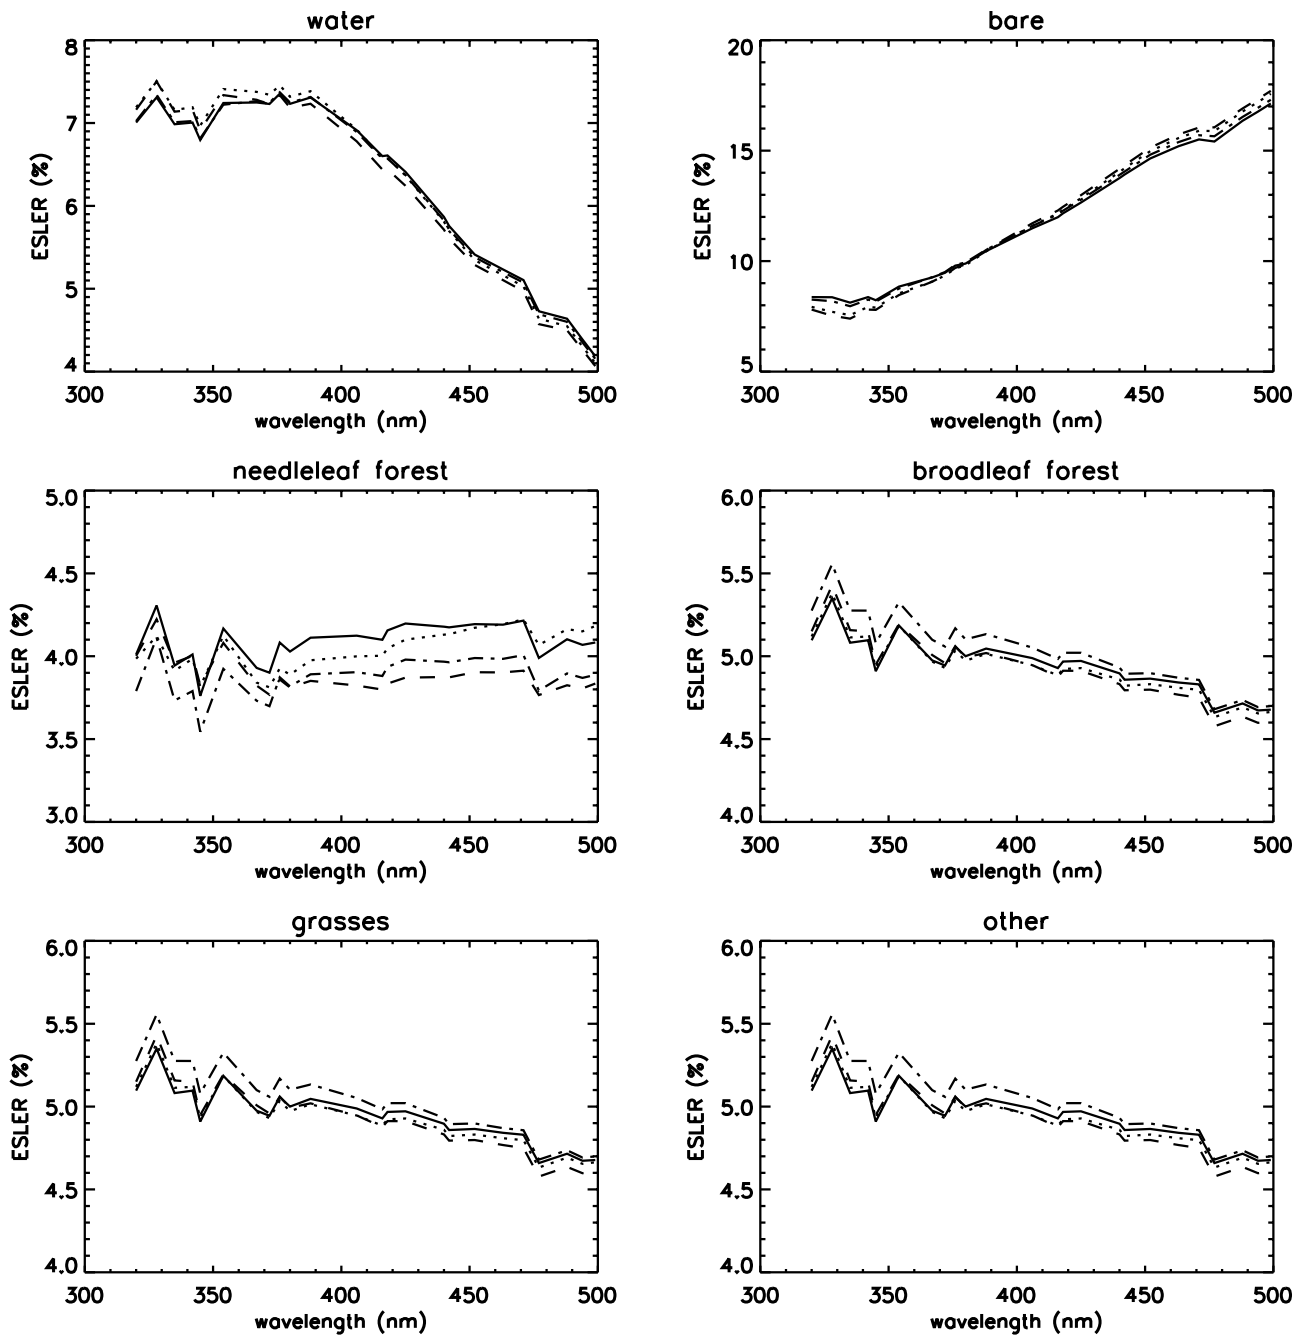 water
8
7
6
5
4
ESLER (%)
300 350 400 450 500
wavelength (nm)
bare
20
15
10
5
ESLER (%)
300 350 400 450 500
wavelength (nm)
needleleaf forest
5.0
4.5
4.0
3.5
3.0
ESLER (%)
300 350 400 450 500
wavelength (nm)
broadleaf forest
6.0
5.5
5.0
4.5
4.0
ESLER (%)
300 350 400 450 500
wavelength (nm)
grasses
6.0
5.5
5.0
4.5
4.0
ESLER (%)
300 350 400 450 500
wavelength (nm)
other
6.0
5.5
5.0
4.5
4.0
ESLER (%)
300 350 400 450 500
wavelength (nm)